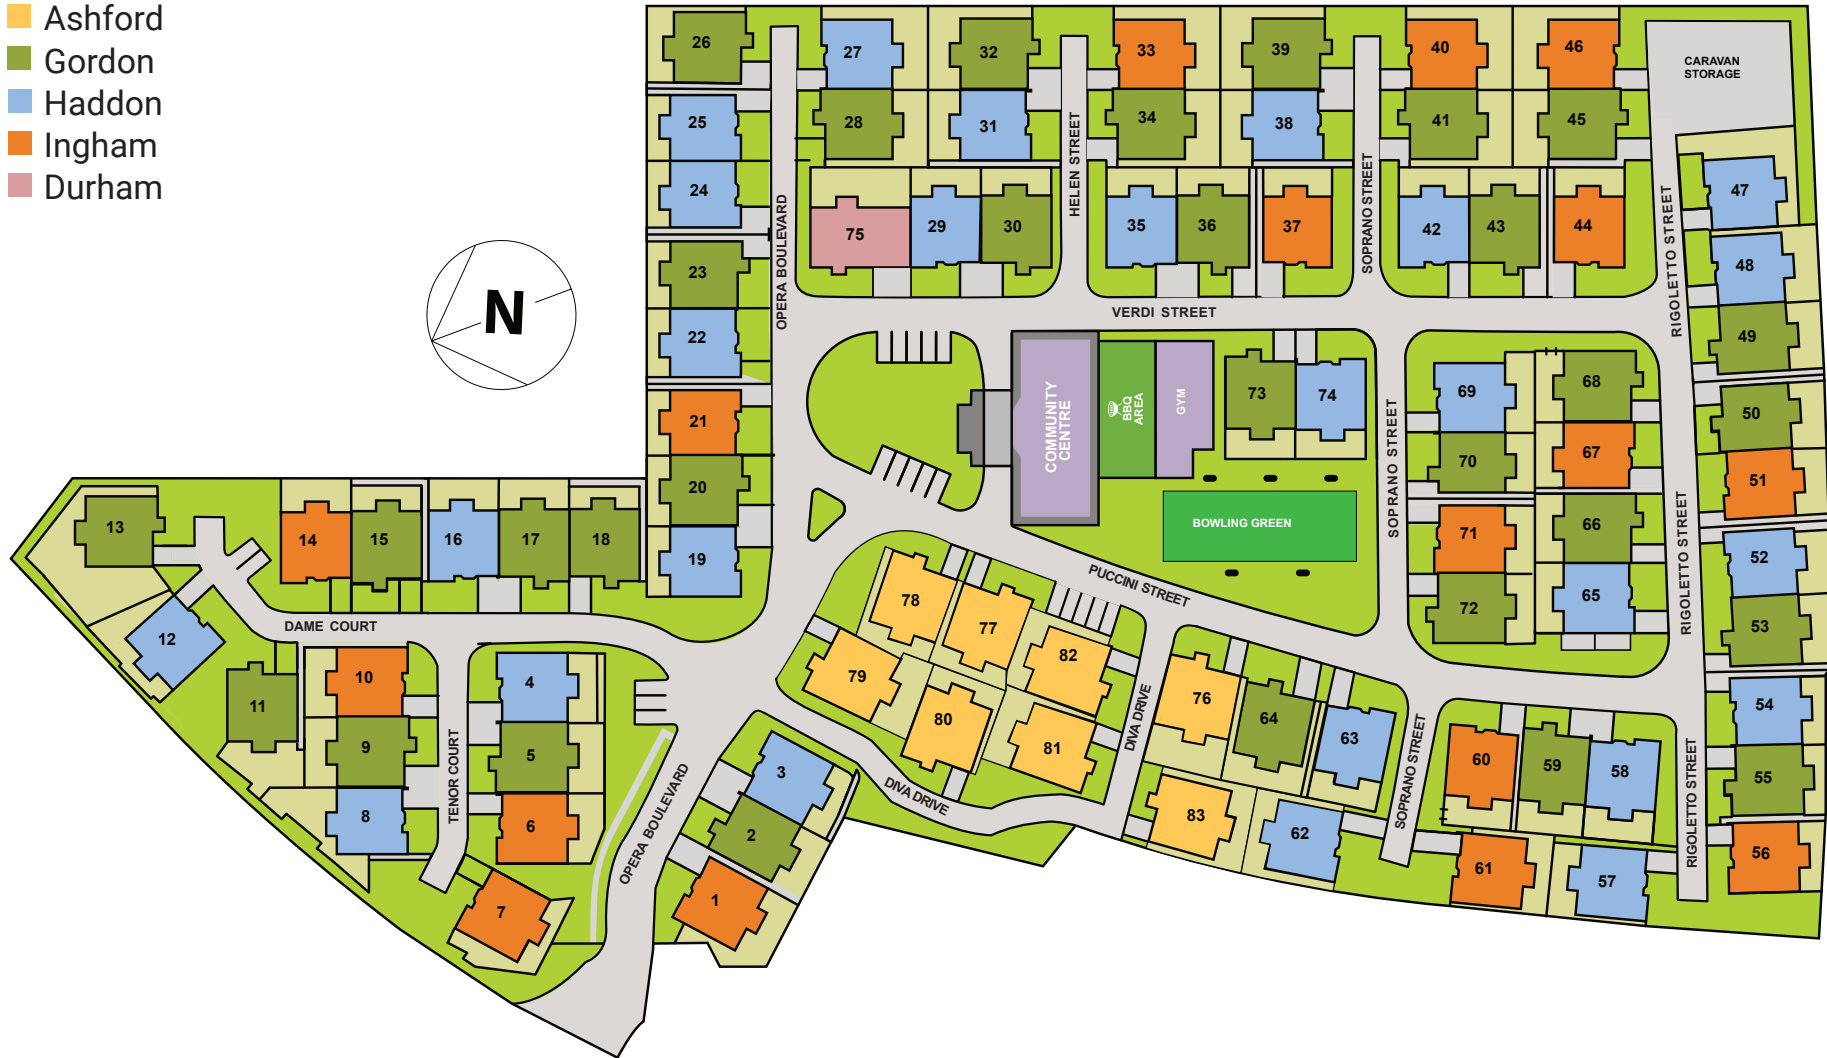 Ashford
Gordon
Haddon
Ingham
Durham
N
CARAVAN
STORAGE
26
27
32
33
39
40
46
25
28
31
34
38
41
45
24
47
75
29
30
35
36
37
42
43
44
23
48
22
49
OPERA BOULEVARD
HELEN STREET
SOPRANO STREET
RIGOLETTO STREET
VERDI STREET
COMMUNITY
CENTRE
BBQ
AREA
GYM
73
74
69
68
50
21
70
67
51
20
SOPRANO STREET
RIGOLETTO STREET
BOWLING GREEN
13
14
15
16
17
18
19
71
66
52
72
65
53
PUCCINI STREET
DAME COURT
12
78
77
82
79
80
81
76
64
63
DIVA DRIVE
DIVA DRIVE
11
10
4
9
5
8
6
7
TENOR COURT
OPERA BOULEVARD
3
2
1
83
62
SOPRANO STREET
60
59
58
61
57
RIGOLETTO STREET
54
55
56